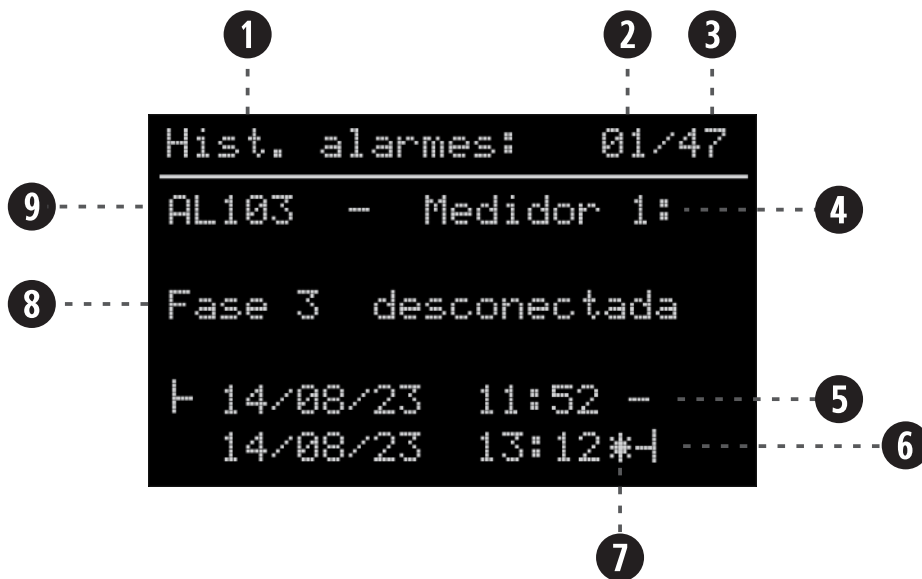 1 2 3
Hist. alarmes: 01/47
9 AL103 - Medidor 1: 4
8 Fase 3 desconectada
├ 14/08/23 11:52 - 5
14/08/23 13:12*┤ 6
7